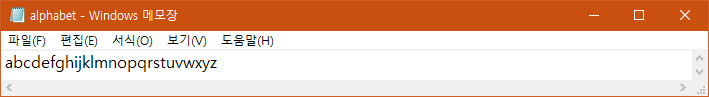 alphabet - Windows 메모장
파일(F) 편집(E) 서식(O) 보기(V) 도움말(H)
abcdefghijklmnopqrstuvwxyz